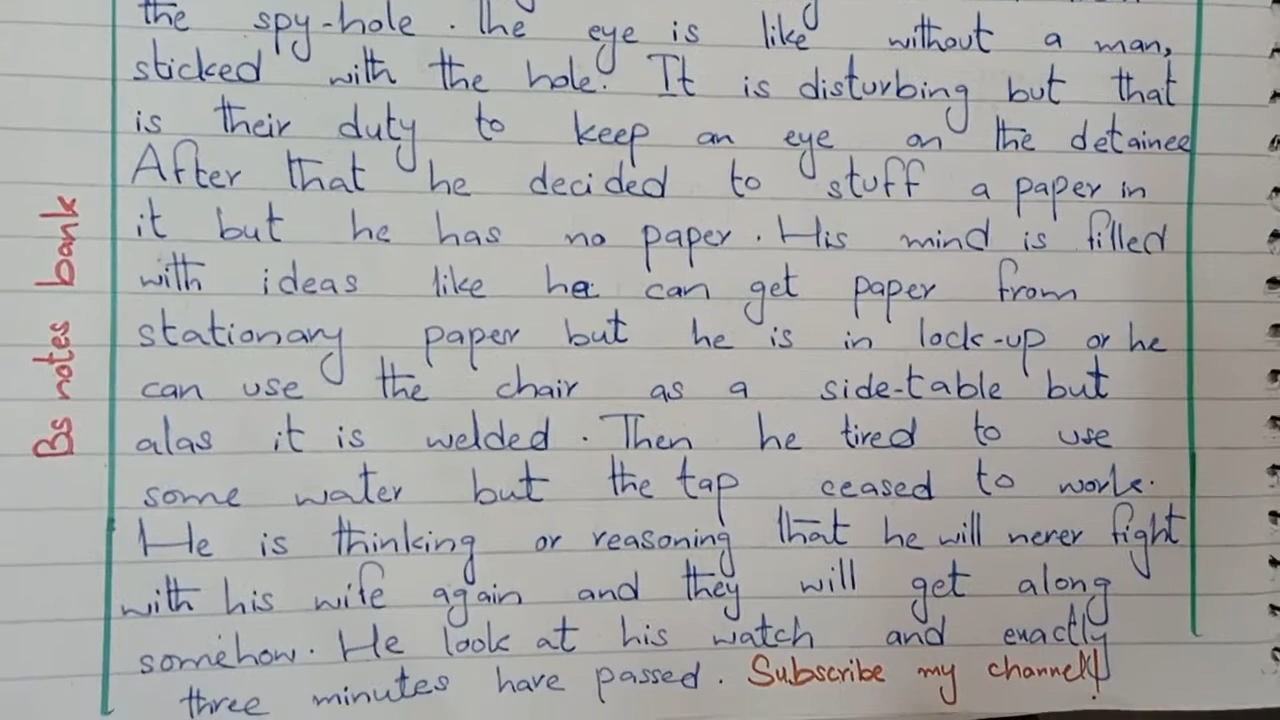 the spy-hole. The eye is like without a man,
sticked with the hole. It is disturbing but that
is their duty to keep an eye on the detainee
After that he decided to stuff a paper in
it but he has no paper. His mind is filled
with ideas like he can get paper from
stationary paper but he is in lock-up or he
can use the chair as a side-table but
alas it is welded. Then he tired to use
some water but the tap ceased to work.
He is thinking or reasoning that he will never fight
with his wife again and they will get along
somehow. He look at his watch and exactly
three minutes have passed. Subscribe my channel!
Bs notes bank